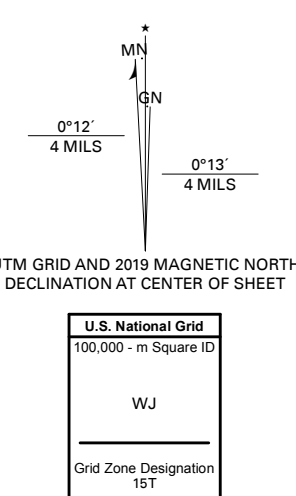 MN
GN
0°12´
4 MILS
0°13´
4 MILS
UTM GRID AND 2019 MAGNETIC NORTH
DECLINATION AT CENTER OF SHEET
U.S. National Grid
100,000 - m Square ID
WJ
Grid Zone Designation
15T